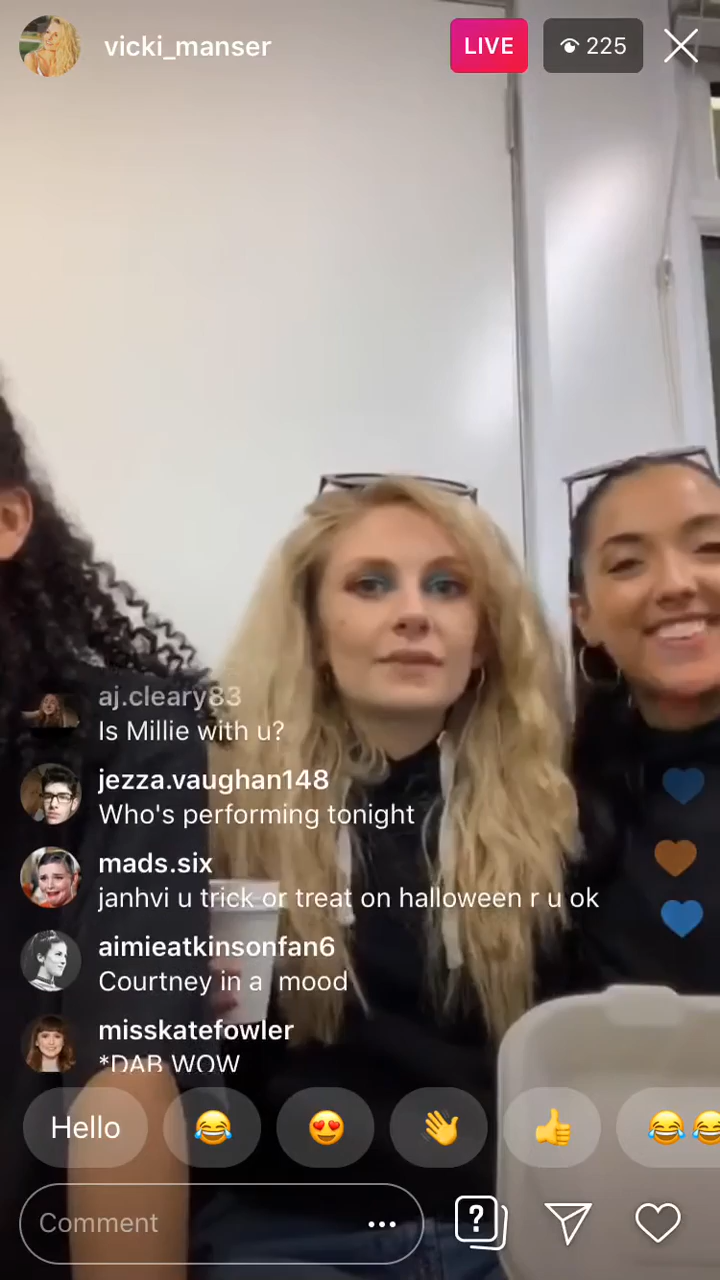 vicki_manser
LIVE
225
aj.cleary83
Is Millie with u?
jezza.vaughan148
Who's performing tonight
mads.six
janhvi u trick or treat on halloween r u ok
aimieatkinsonfan6
Courtney in a  mood
misskatefowler
*DAB WOW
Hello
Comment
?